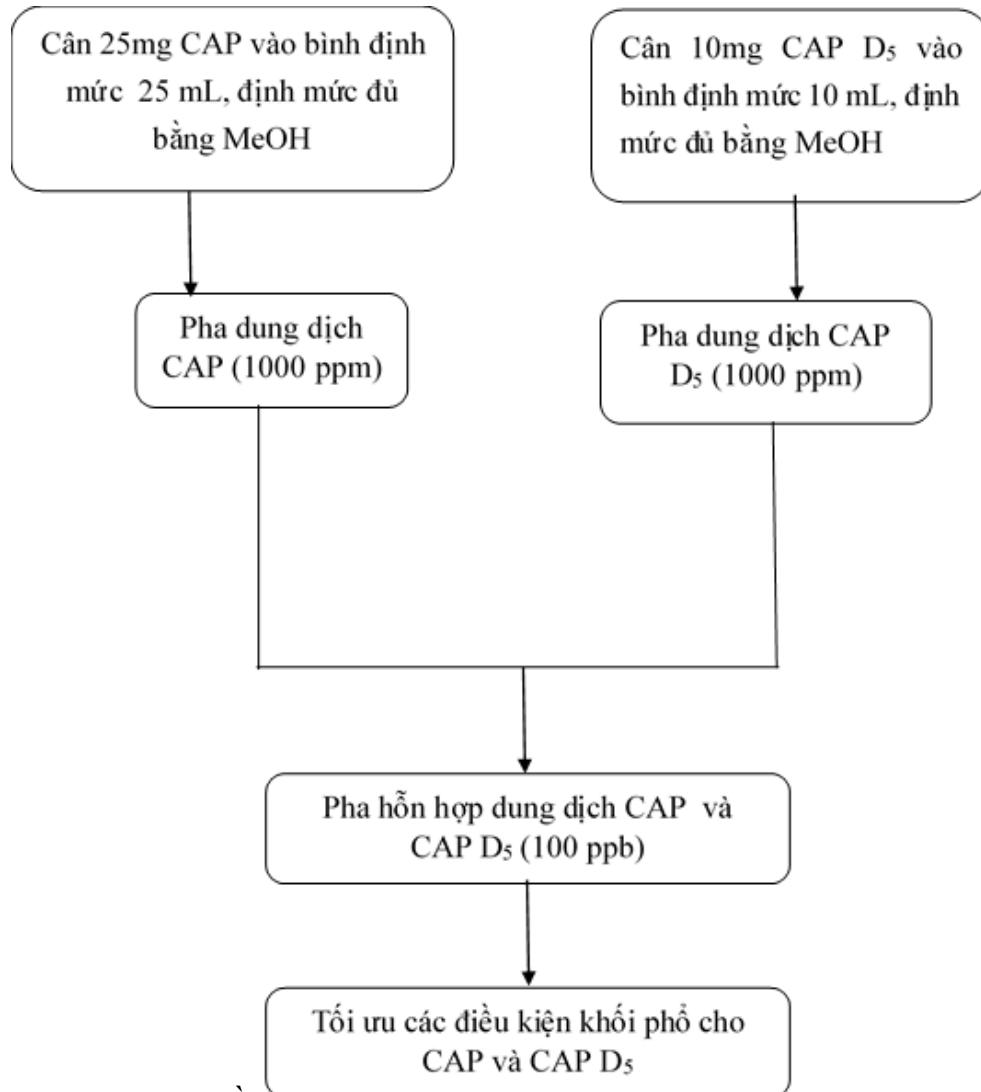 Cân 25mg CAP vào bình định
mức 25 mL, định mức đủ
bằng MeOH
Cân 10mg CAP D₅ vào
bình định mức 10 mL, định
mức đủ bằng MeOH
Pha dung dịch
CAP (1000 ppm)
Pha dung dịch CAP
D₅ (1000 ppm)
Pha hỗn hợp dung dịch CAP và
CAP D₅ (100 ppb)
Tối ưu các điều kiện khối phổ cho
CAP và CAP D₅